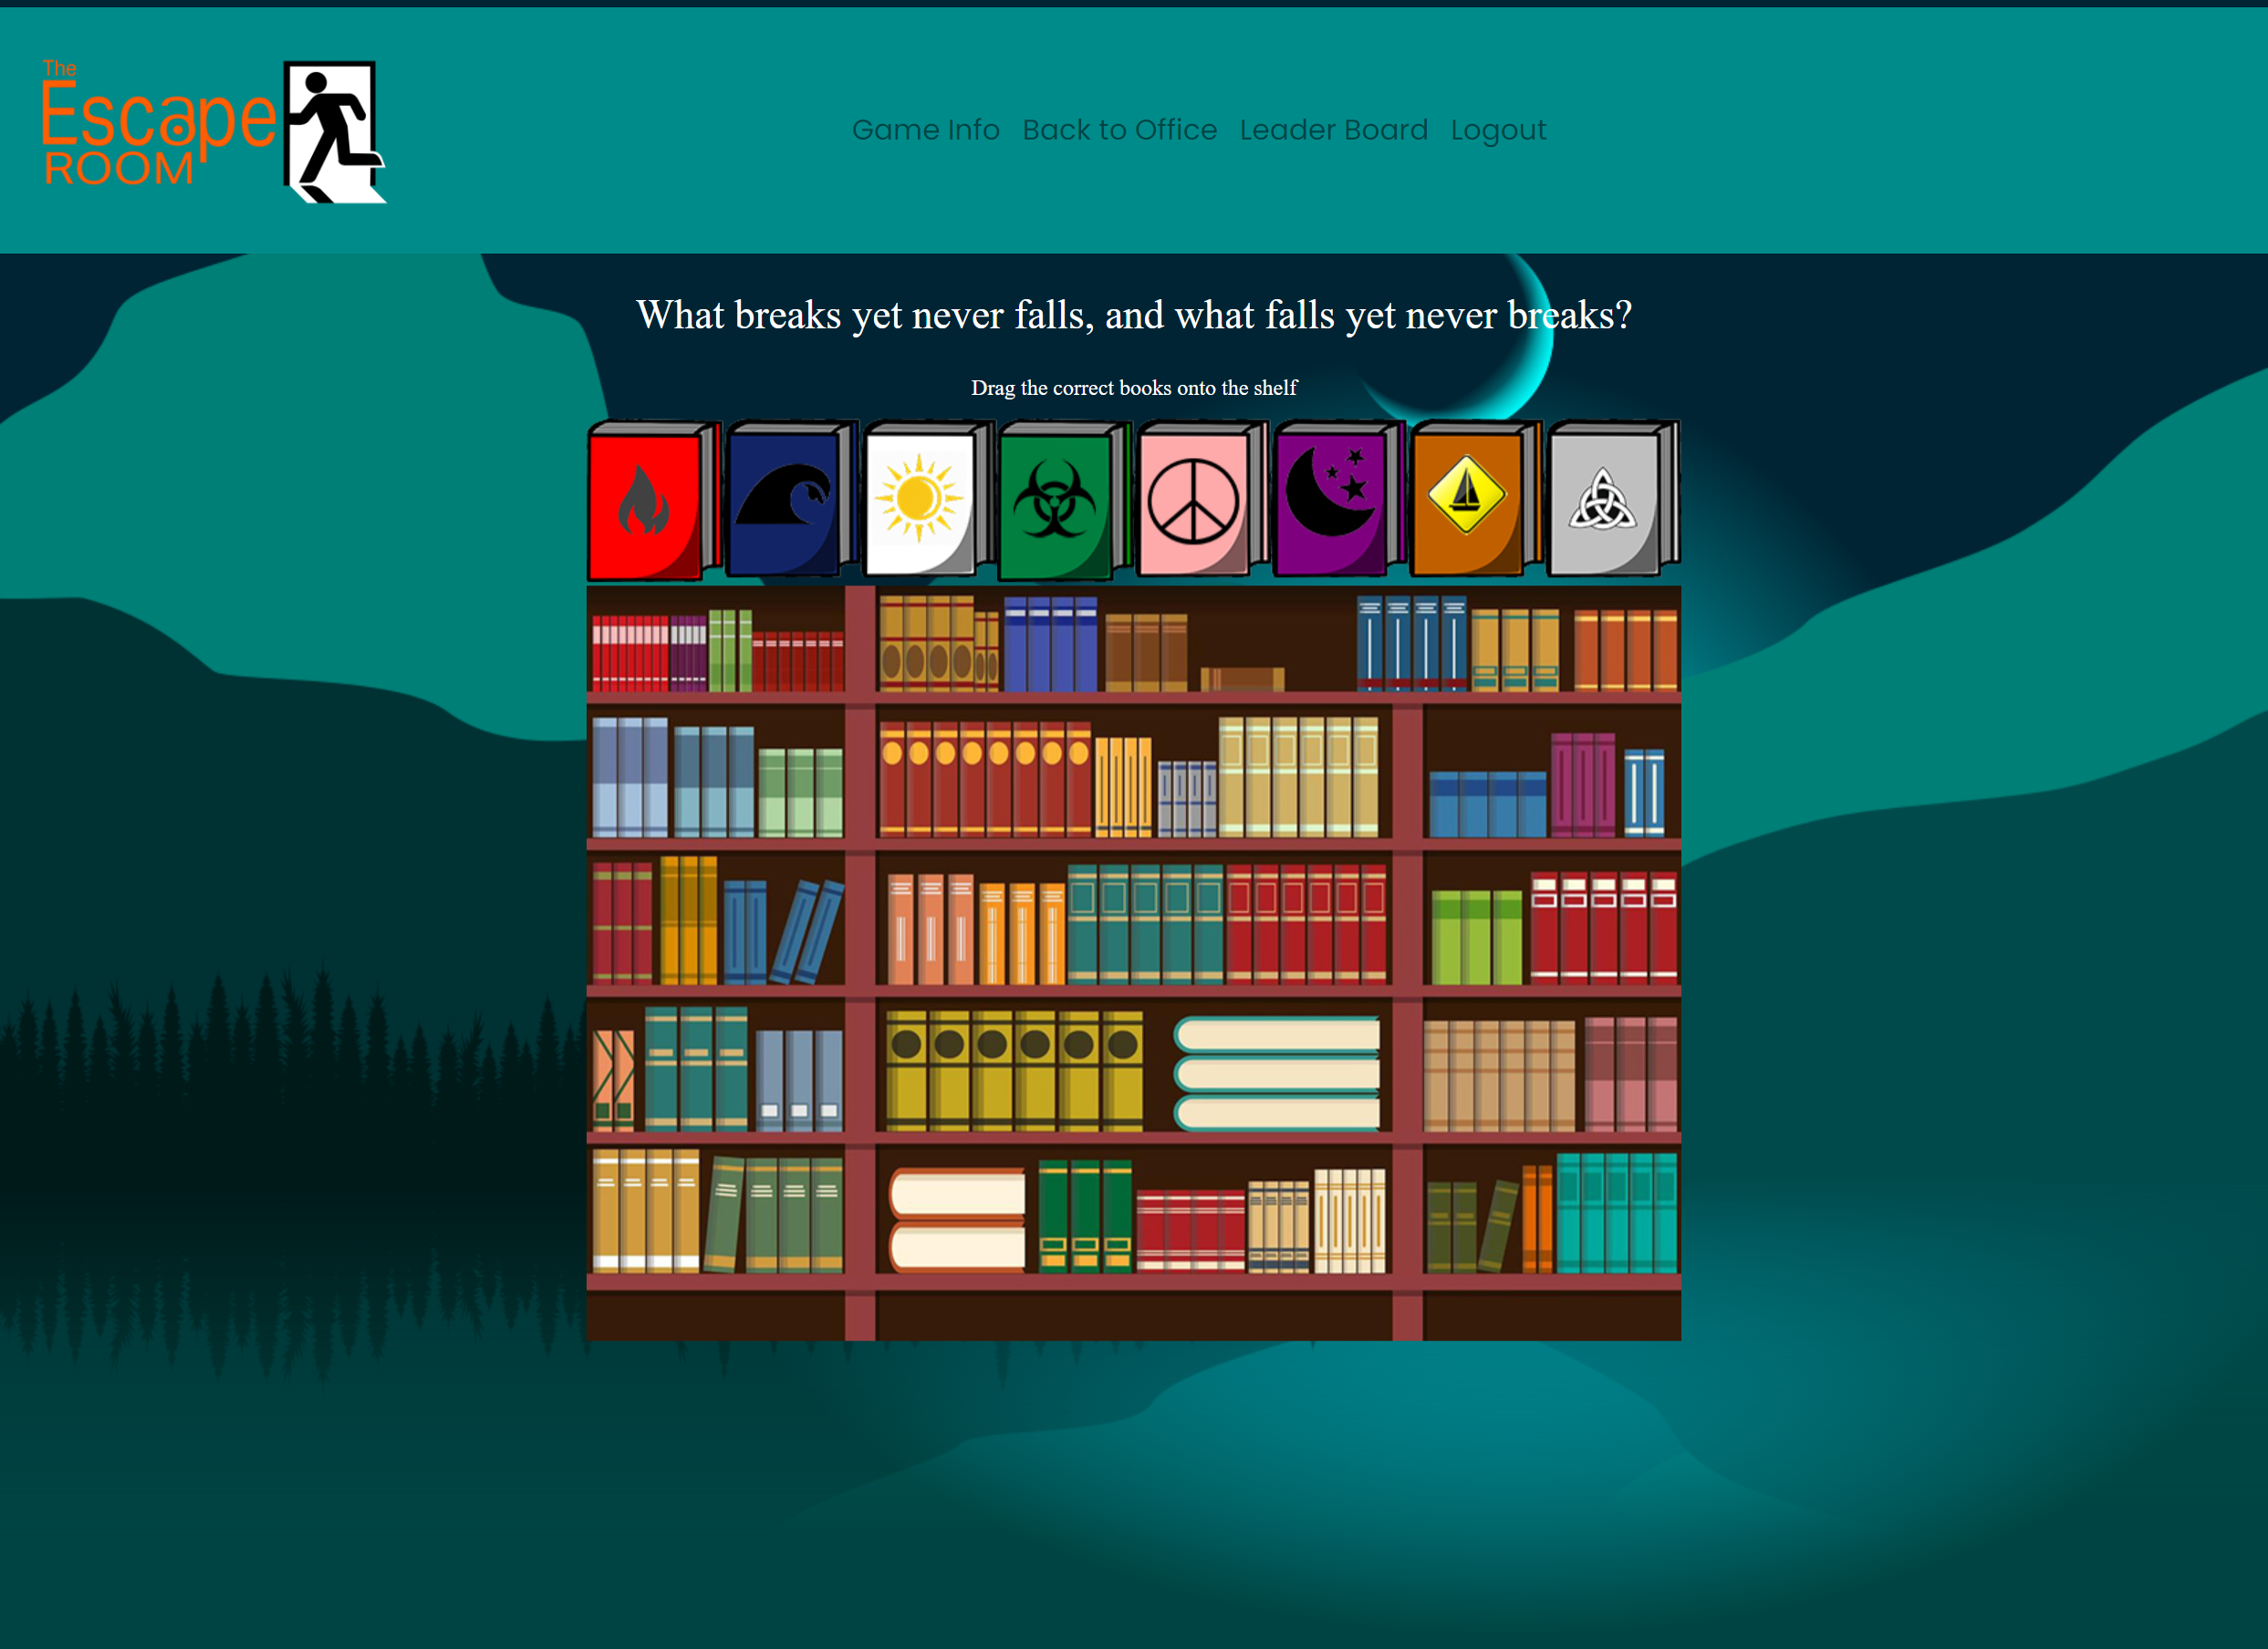 The
Escape
ROOM
Game Info Back to Office Leader Board Logout
What breaks yet never falls, and what falls yet never breaks?
Drag the correct books onto the shelf